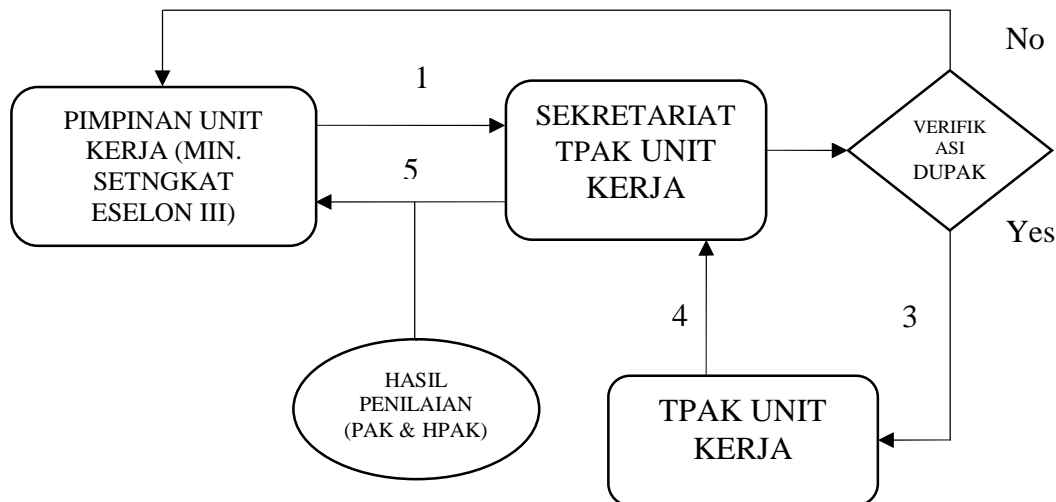 No
1
PIMPINAN UNIT
KERJA (MIN.
SETNGKAT
ESELON III)
SEKRETARIAT
TPAK UNIT
KERJA
VERIFIK
ASI
DUPAK
5
Yes
4
3
HASIL
PENILAIAN
(PAK & HPAK)
TPAK UNIT
KERJA